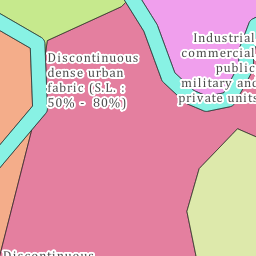 Discontinuous
dense urban
fabric (S.L. :
50% - 80%)
Industrial
commercial
public
military and
private units
Discontinuous